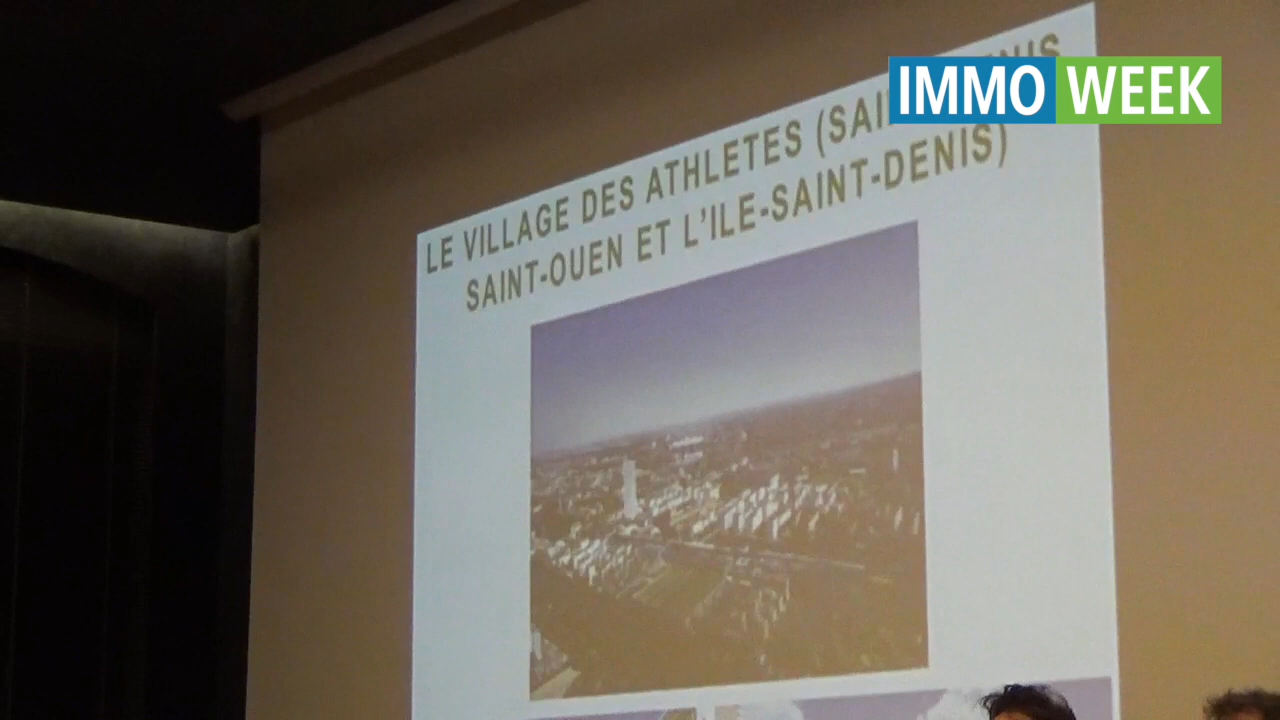 IMMO WEEK
LE VILLAGE DES ATHLETES (SAI
SAINT-OUEN ET L'ILE-SAINT-DENIS)